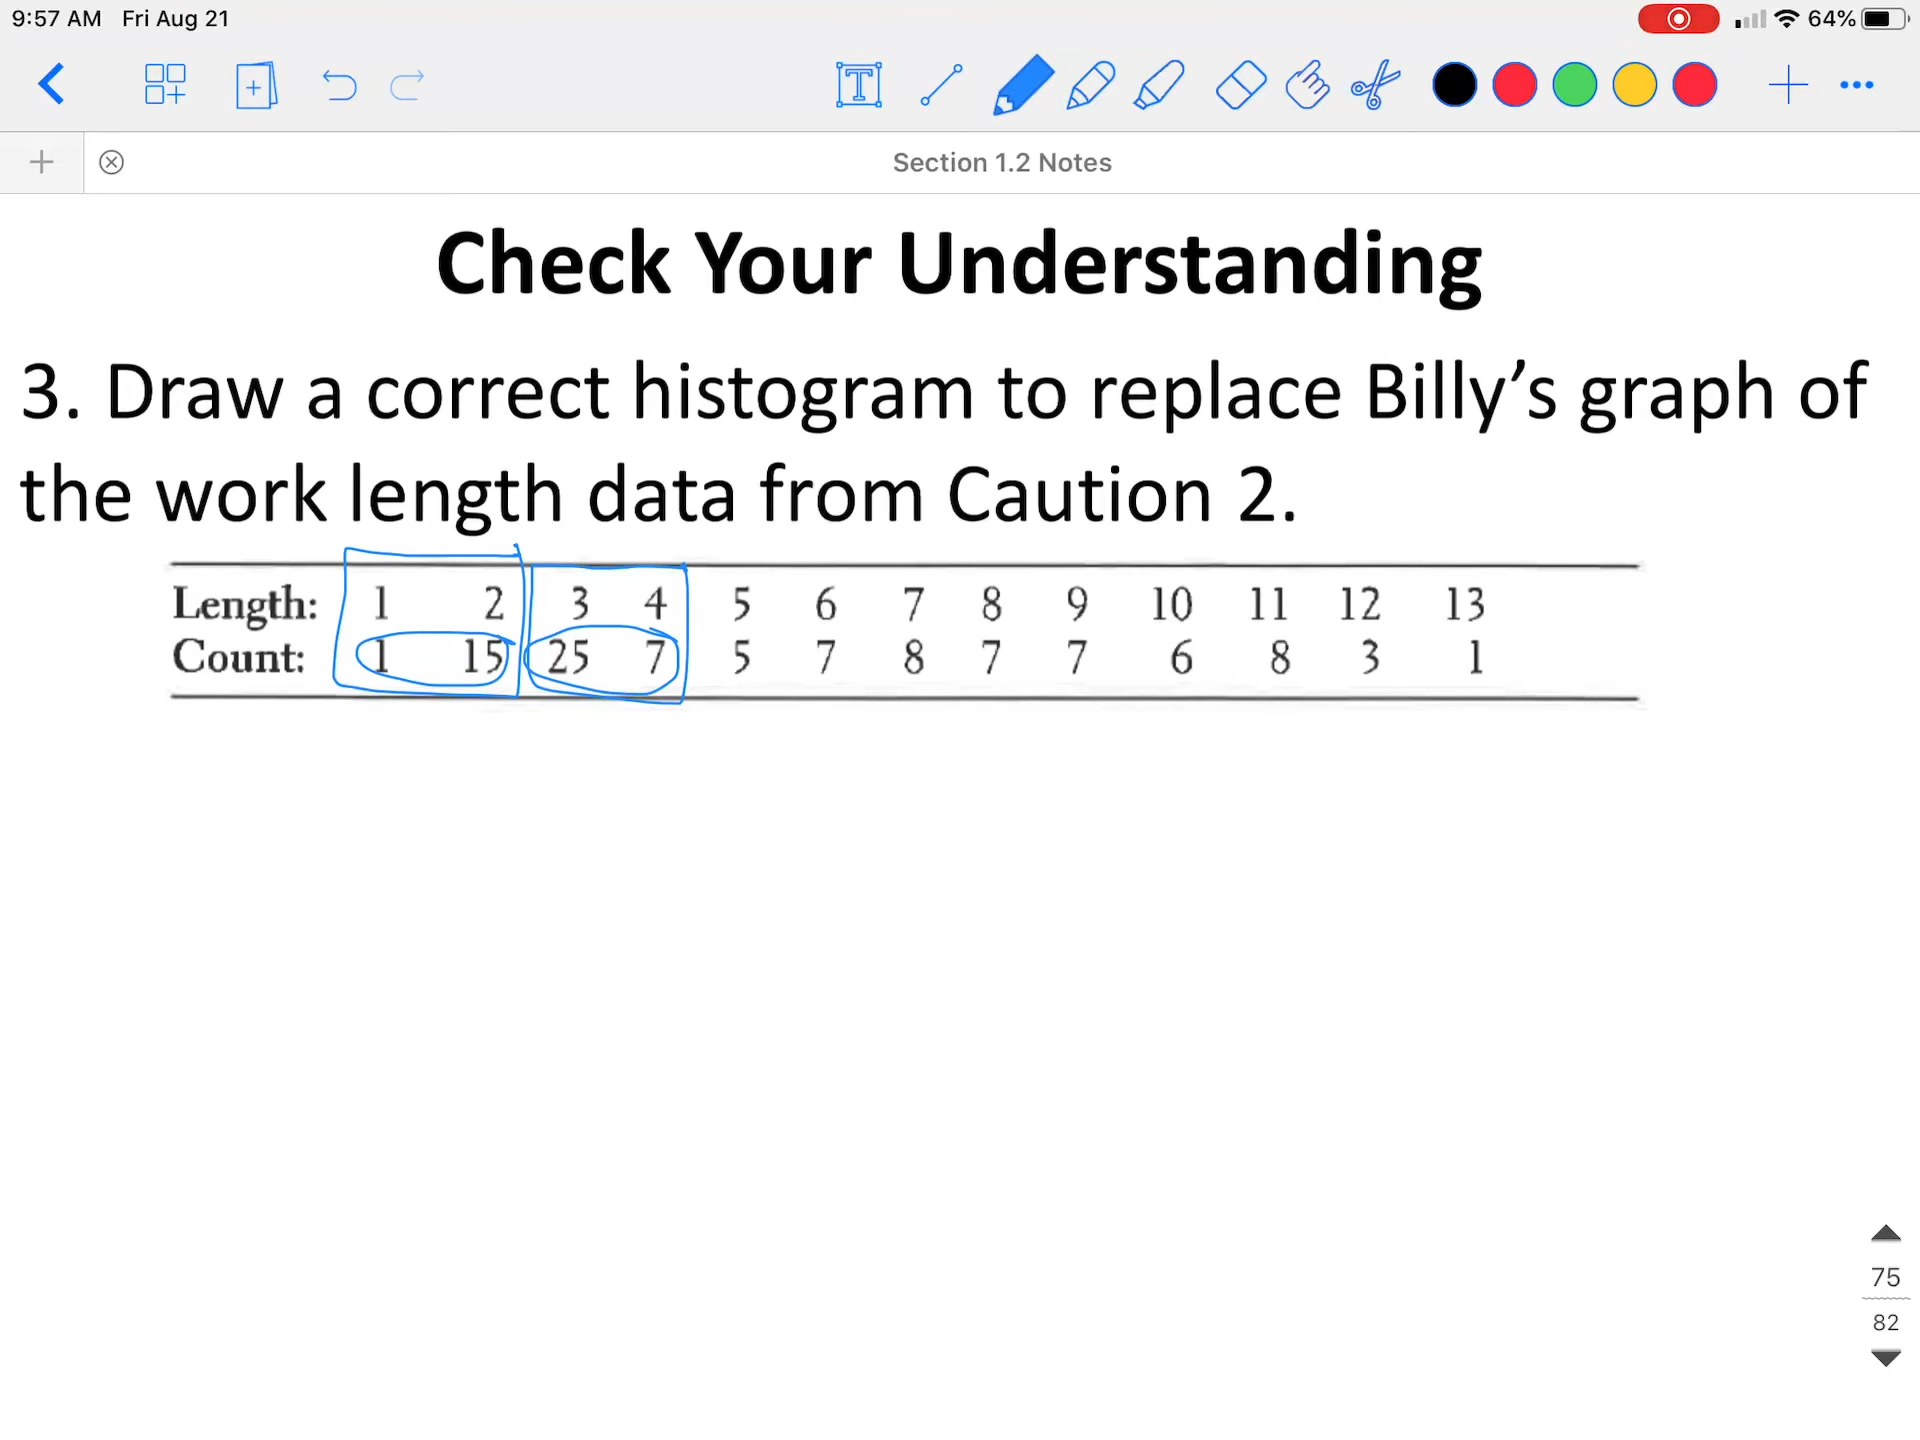 9:57 AM Fri Aug 21 64%
Section 1.2 Notes
Check Your Understanding
3. Draw a correct histogram to replace Billy’s graph of
the work length data from Caution 2.
Length: 1 2 3 4 5 6 7 8 9 10 11 12 13
Count: 1 15 25 7 5 7 8 7 7 6 8 3 1
75
82